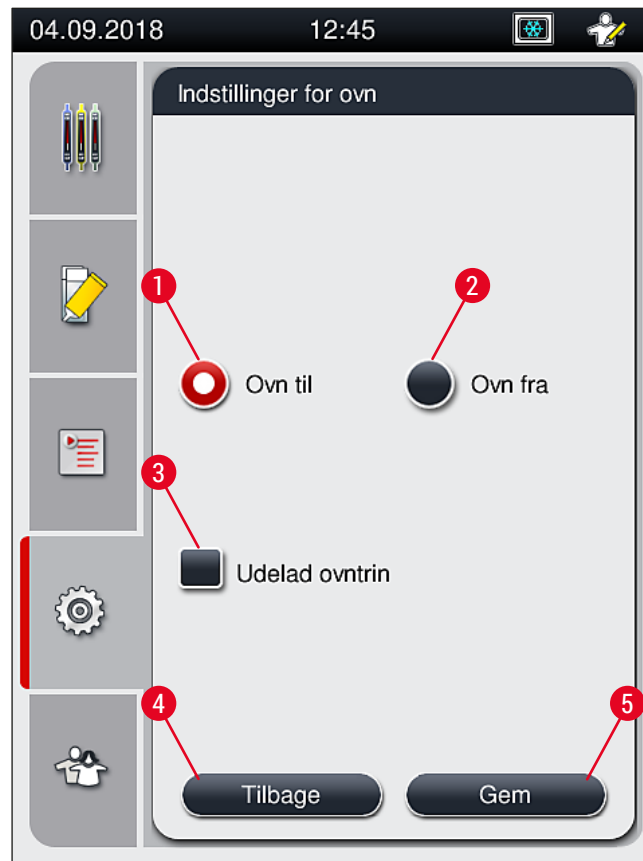 04.09.2018 12:45
Indstillinger for ovn
1 2
Ovn til Ovn fra
3
Udelad ovntrin
4 5
Tilbage Gem